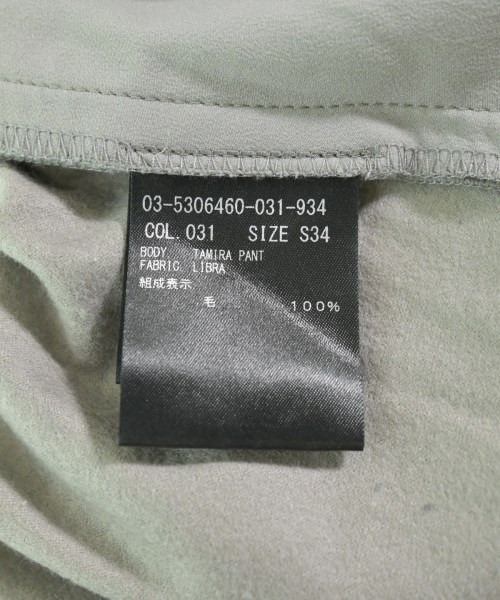 03-5306460-031-934
COL.031 SIZE S34
BODY TAMIRA PANT
FABRIC LIBRA
組成表示
毛 100%